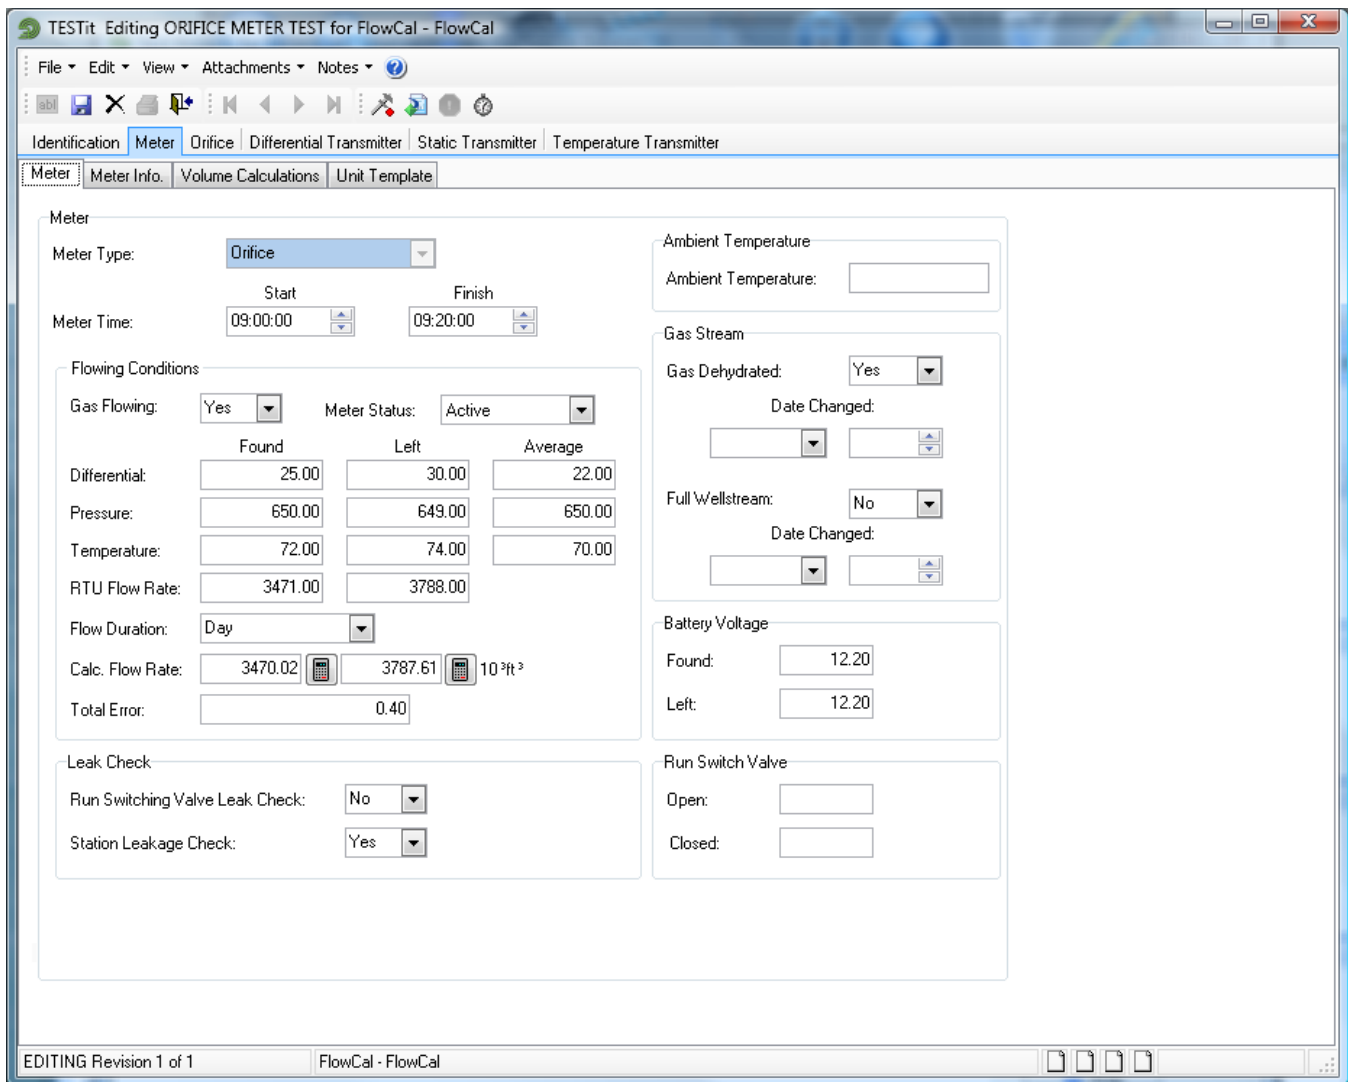 TESTit Editing ORIFICE METER TEST for FlowCal - FlowCal
File Edit View Attachments Notes ?
abl
Identification Meter Orifice Differential Transmitter Static Transmitter Temperature Transmitter
Meter Meter Info. Volume Calculations Unit Template
Meter
Meter Type: Orifice
Start Finish
Meter Time: 09:00:00 09:20:00
Flowing Conditions
Gas Flowing: Yes Meter Status: Active
Found Left Average
Differential: 25.00 30.00 22.00
Pressure: 650.00 649.00 650.00
Temperature: 72.00 74.00 70.00
RTU Flow Rate: 3471.00 3788.00
Flow Duration: Day
Calc. Flow Rate: 3470.02 3787.61 10³ft³
Total Error: 0.40
Leak Check
Run Switching Valve Leak Check: No
Station Leakage Check: Yes
Ambient Temperature
Ambient Temperature:
Gas Stream
Gas Dehydrated: Yes
Date Changed:
Full Wellstream: No
Date Changed:
Battery Voltage
Found: 12.20
Left: 12.20
Run Switch Valve
Open:
Closed:
EDITING Revision 1 of 1 FlowCal - FlowCal